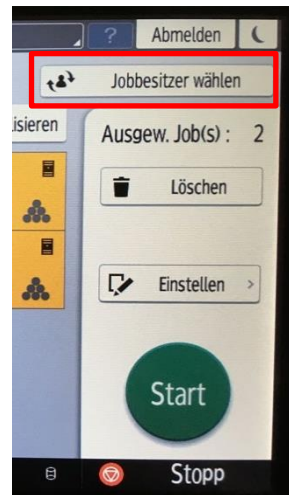 ? Abmelden
Jobbesitzer wählen
isieren
Ausgew. Job(s) : 2
Löschen
Einstellen >
Start
Stopp